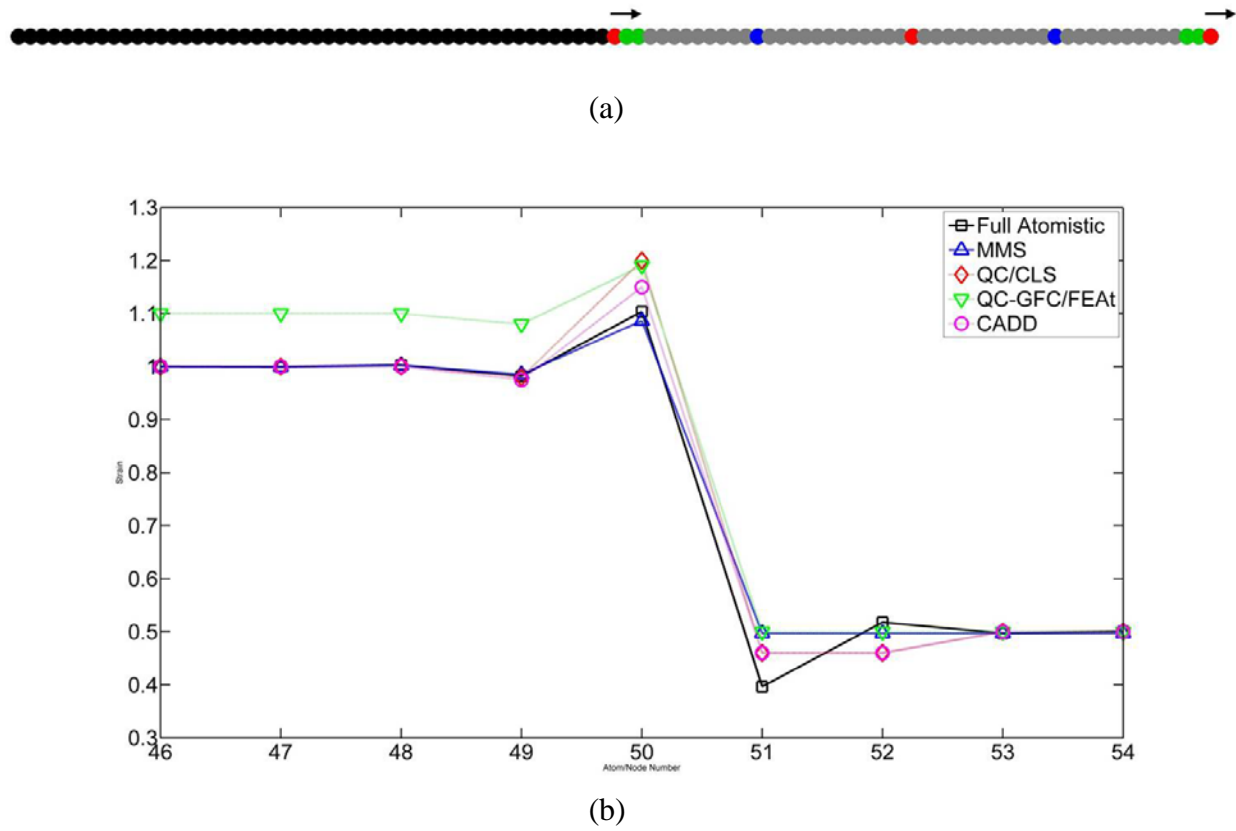 (a)
1.3
1.2
1.1
1
0.9
0.8
0.7
0.6
0.5
0.4
0.3
Strain
Full Atomistic
MMS
QC/CLS
QC-GFC/FEAt
CADD
46 47 48 49 50 51 52 53 54
Atom/Node Number
(b)